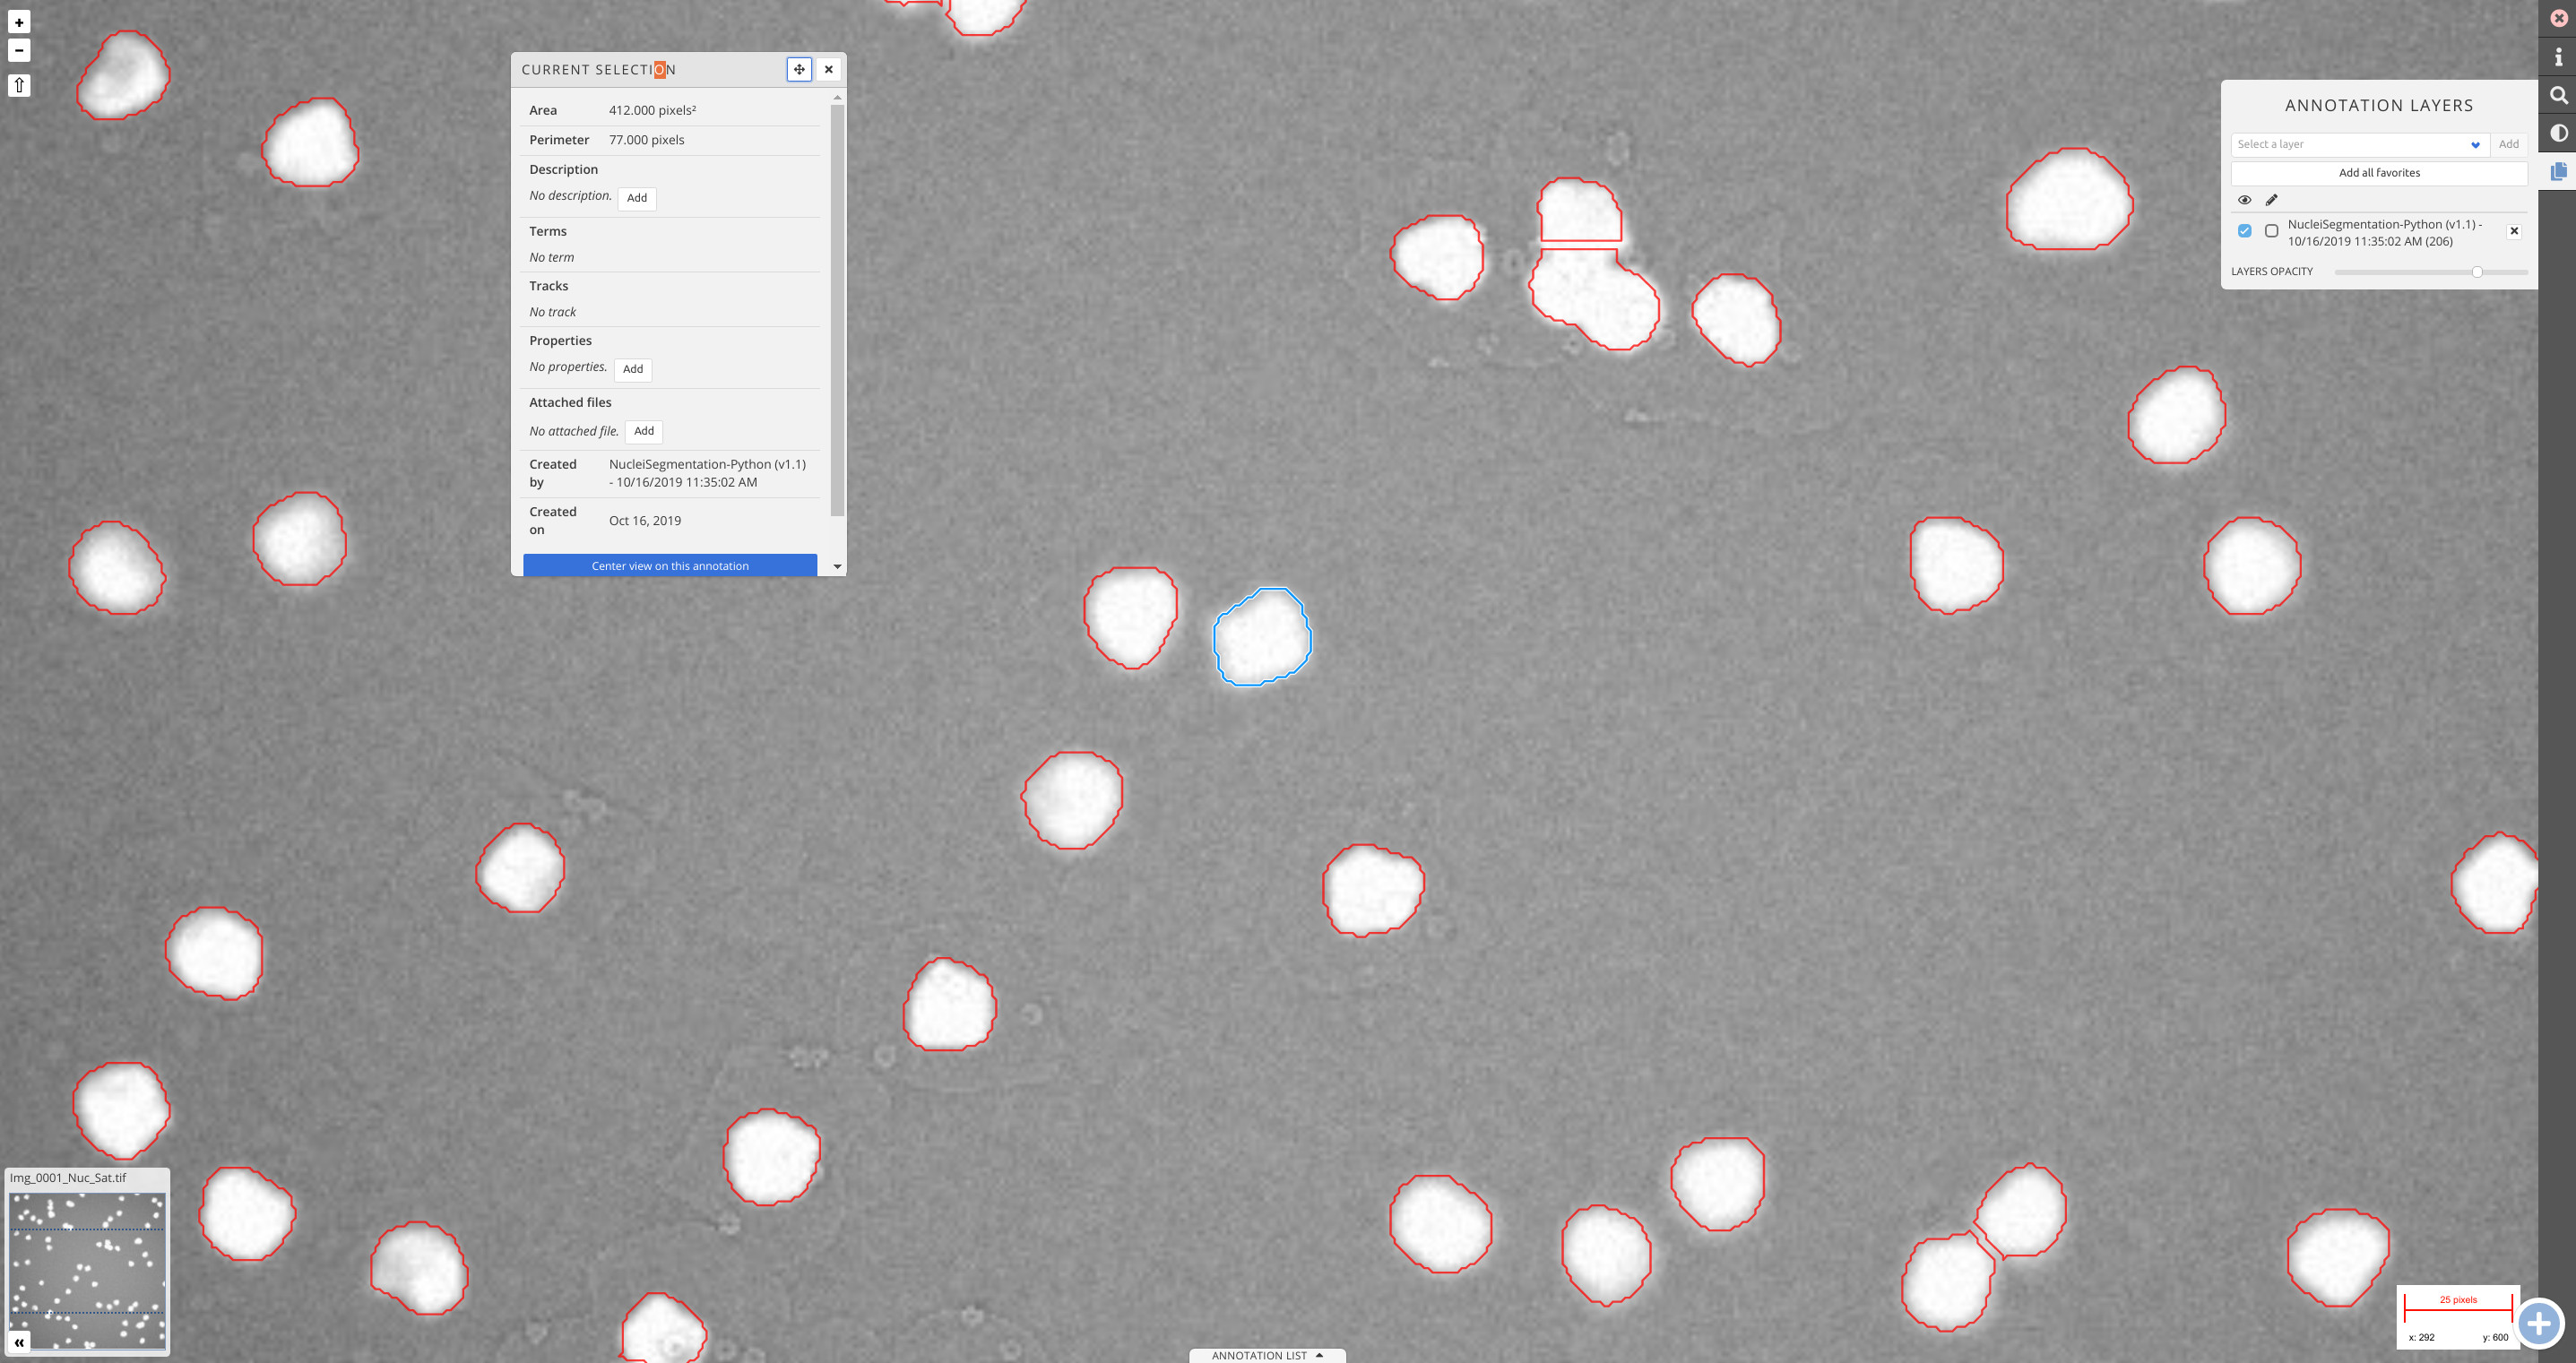 CURRENT SELECTION
Area 412.000 pixels²
Perimeter 77.000 pixels
Description
No description. Add
Terms
No term
Tracks
No track
Properties
No properties. Add
Attached files
No attached file. Add
Created by NucleiSegmentation-Python (v1.1) - 10/16/2019 11:35:02 AM
Created on Oct 16, 2019
Center view on this annotation
ANNOTATION LAYERS
Select a layer Add
Add all favorites
NucleiSegmentation-Python (v1.1) -
10/16/2019 11:35:02 AM (206)
LAYERS OPACITY
Img_0001_Nuc_Sat.tif
25 pixels
x: 292 y: 600
ANNOTATION LIST